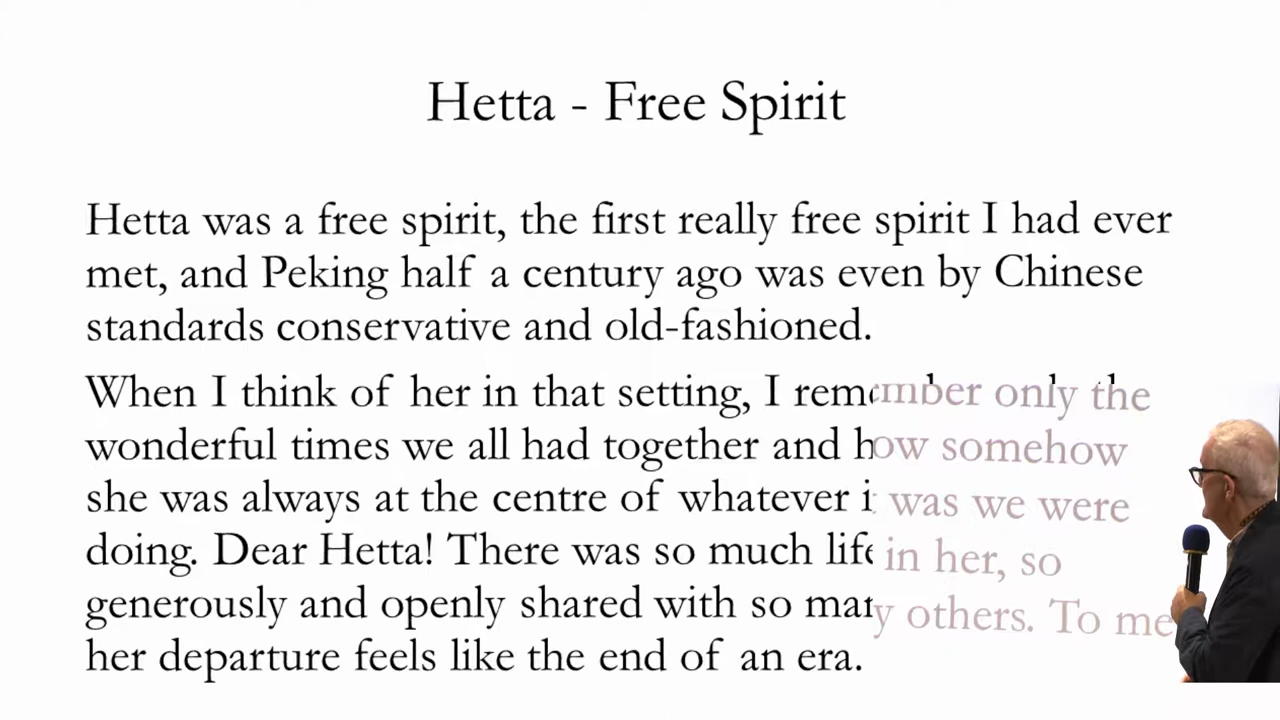 Hetta - Free Spirit
Hetta was a free spirit, the first really free spirit I had ever
met, and Peking half a century ago was even by Chinese
standards conservative and old-fashioned.
When I think of her in that setting, I remember only the
wonderful times we all had together and how somehow
she was always at the centre of whatever it was we were
doing. Dear Hetta! There was so much life in her, so
generously and openly shared with so many others. To me
her departure feels like the end of an era.